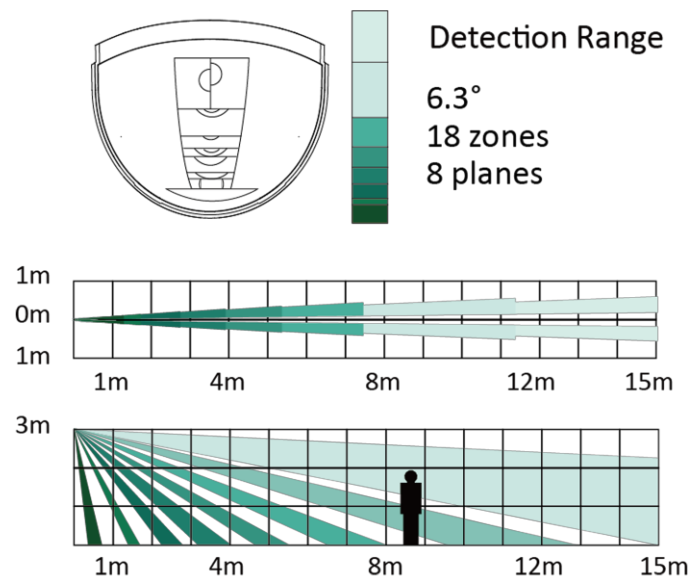 Detection Range
6.3°
18 zones
8 planes
1m
0m
1m
1m 4m 8m 12m 15m
3m
1m 4m 8m 12m 15m